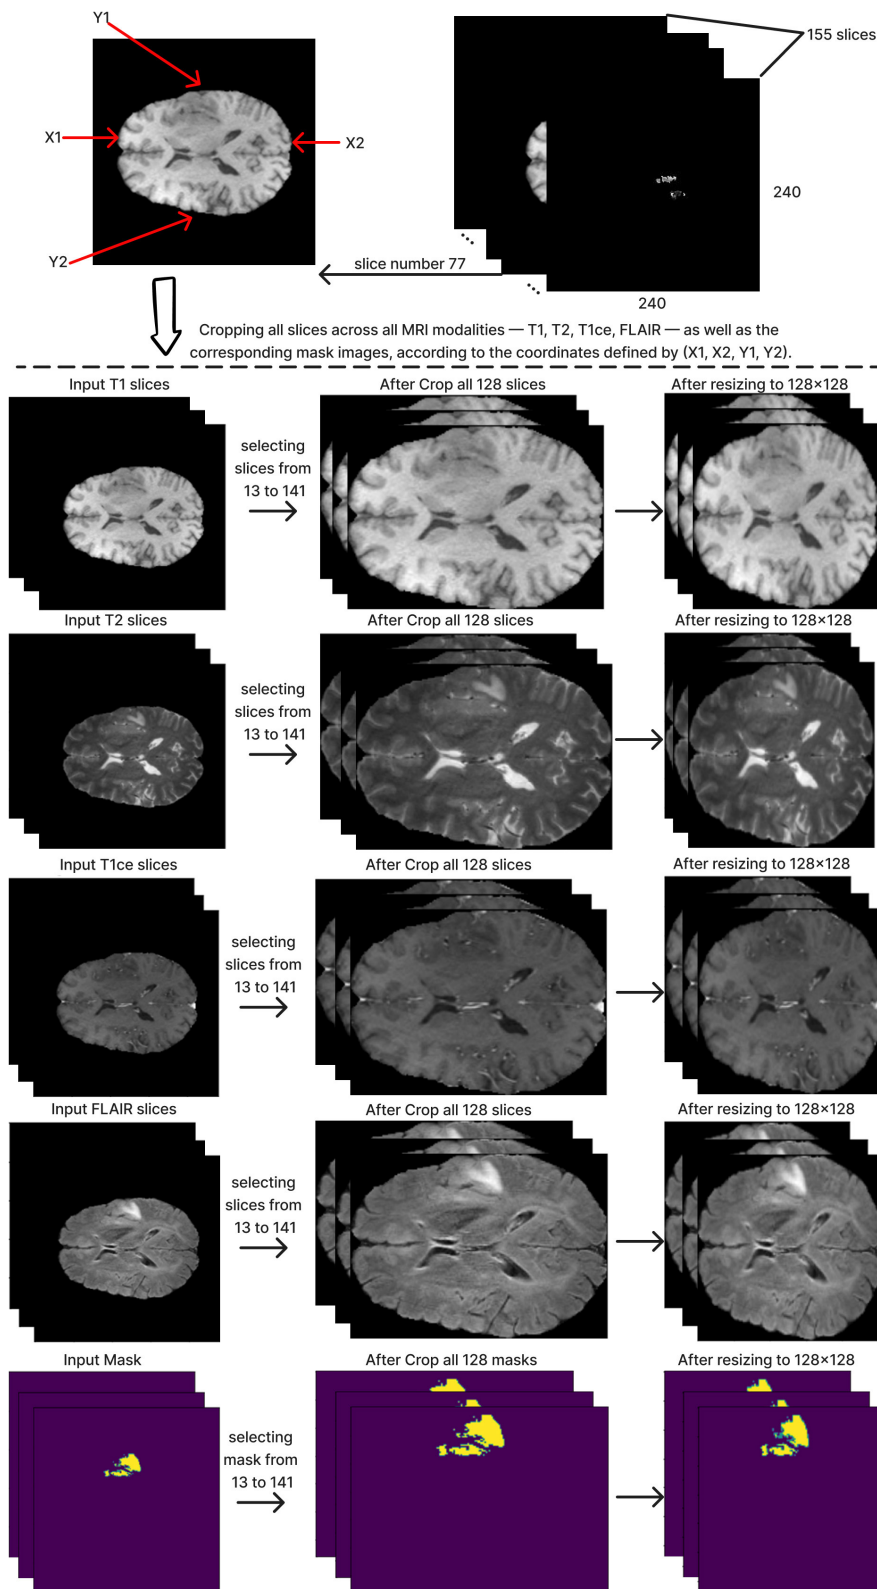 Y1
155 slices
X1
X2
240
Y2
slice number 77
240
Cropping all slices across all MRI modalities — T1, T2, T1ce, FLAIR — as well as the
corresponding mask images, according to the coordinates defined by (X1, X2, Y1, Y2).
Input T1 slices
After Crop all 128 slices
After resizing to 128×128
selecting
slices from
13 to 141
Input T2 slices
After Crop all 128 slices
After resizing to 128×128
selecting
slices from
13 to 141
Input T1ce slices
After Crop all 128 slices
After resizing to 128×128
selecting
slices from
13 to 141
Input FLAIR slices
After Crop all 128 slices
After resizing to 128×128
selecting
slices from
13 to 141
Input Mask
After Crop all 128 masks
After resizing to 128×128
selecting
mask from
13 to 141